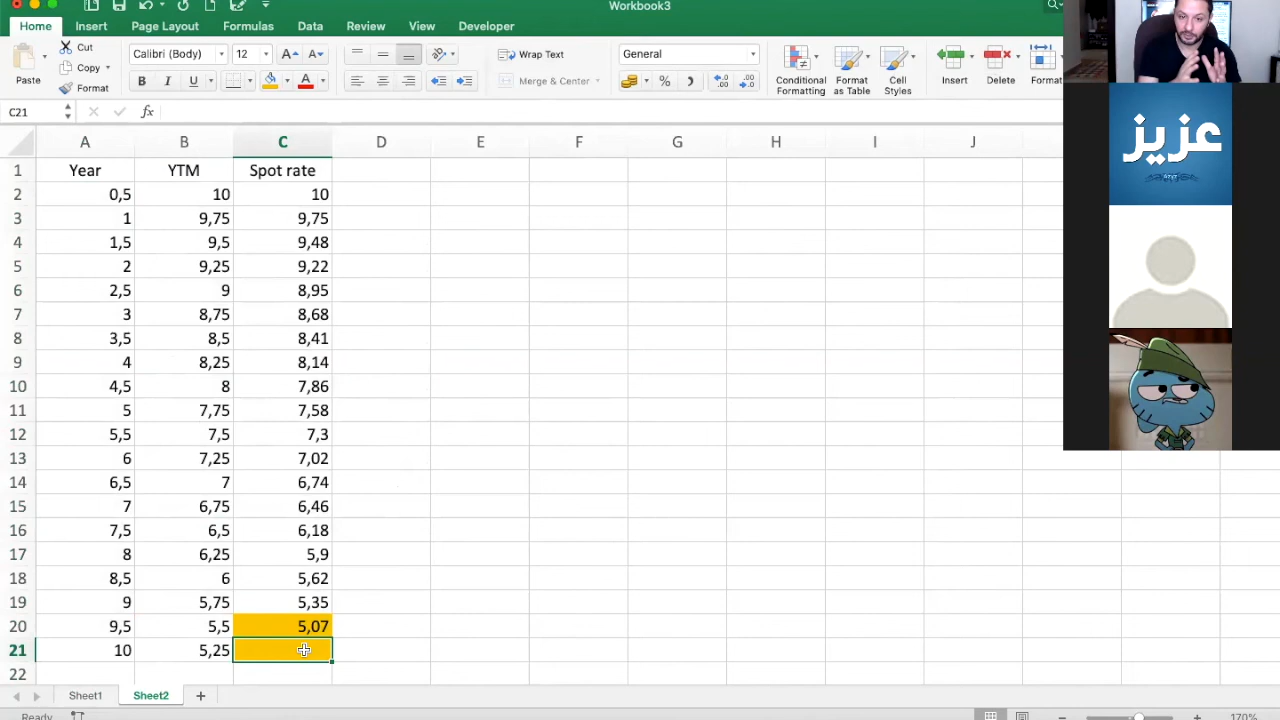 Workbook3
Home Insert Page Layout Formulas Data Review View Developer
Cut
Calibri (Body) 12
Wrap Text
General
Paste
Copy
Merge & Center
Conditional Formatting
Format as Table
Cell Styles
Insert
Delete
Format
Format
C21
fx
A B C D E F G H I J
1 Year YTM Spot rate
2 0,5 10 10
3 1 9,75 9,75
4 1,5 9,5 9,48
5 2 9,25 9,22
6 2,5 9 8,95
7 3 8,75 8,68
8 3,5 8,5 8,41
9 4 8,25 8,14
10 4,5 8 7,86
11 5 7,75 7,58
12 5,5 7,5 7,3
13 6 7,25 7,02
14 6,5 7 6,74
15 7 6,75 6,46
16 7,5 6,5 6,18
17 8 6,25 5,9
18 8,5 6 5,62
19 9 5,75 5,35
20 9,5 5,5 5,07
21 10 5,25
22
Sheet1 Sheet2 +
Ready
170%
عزيز